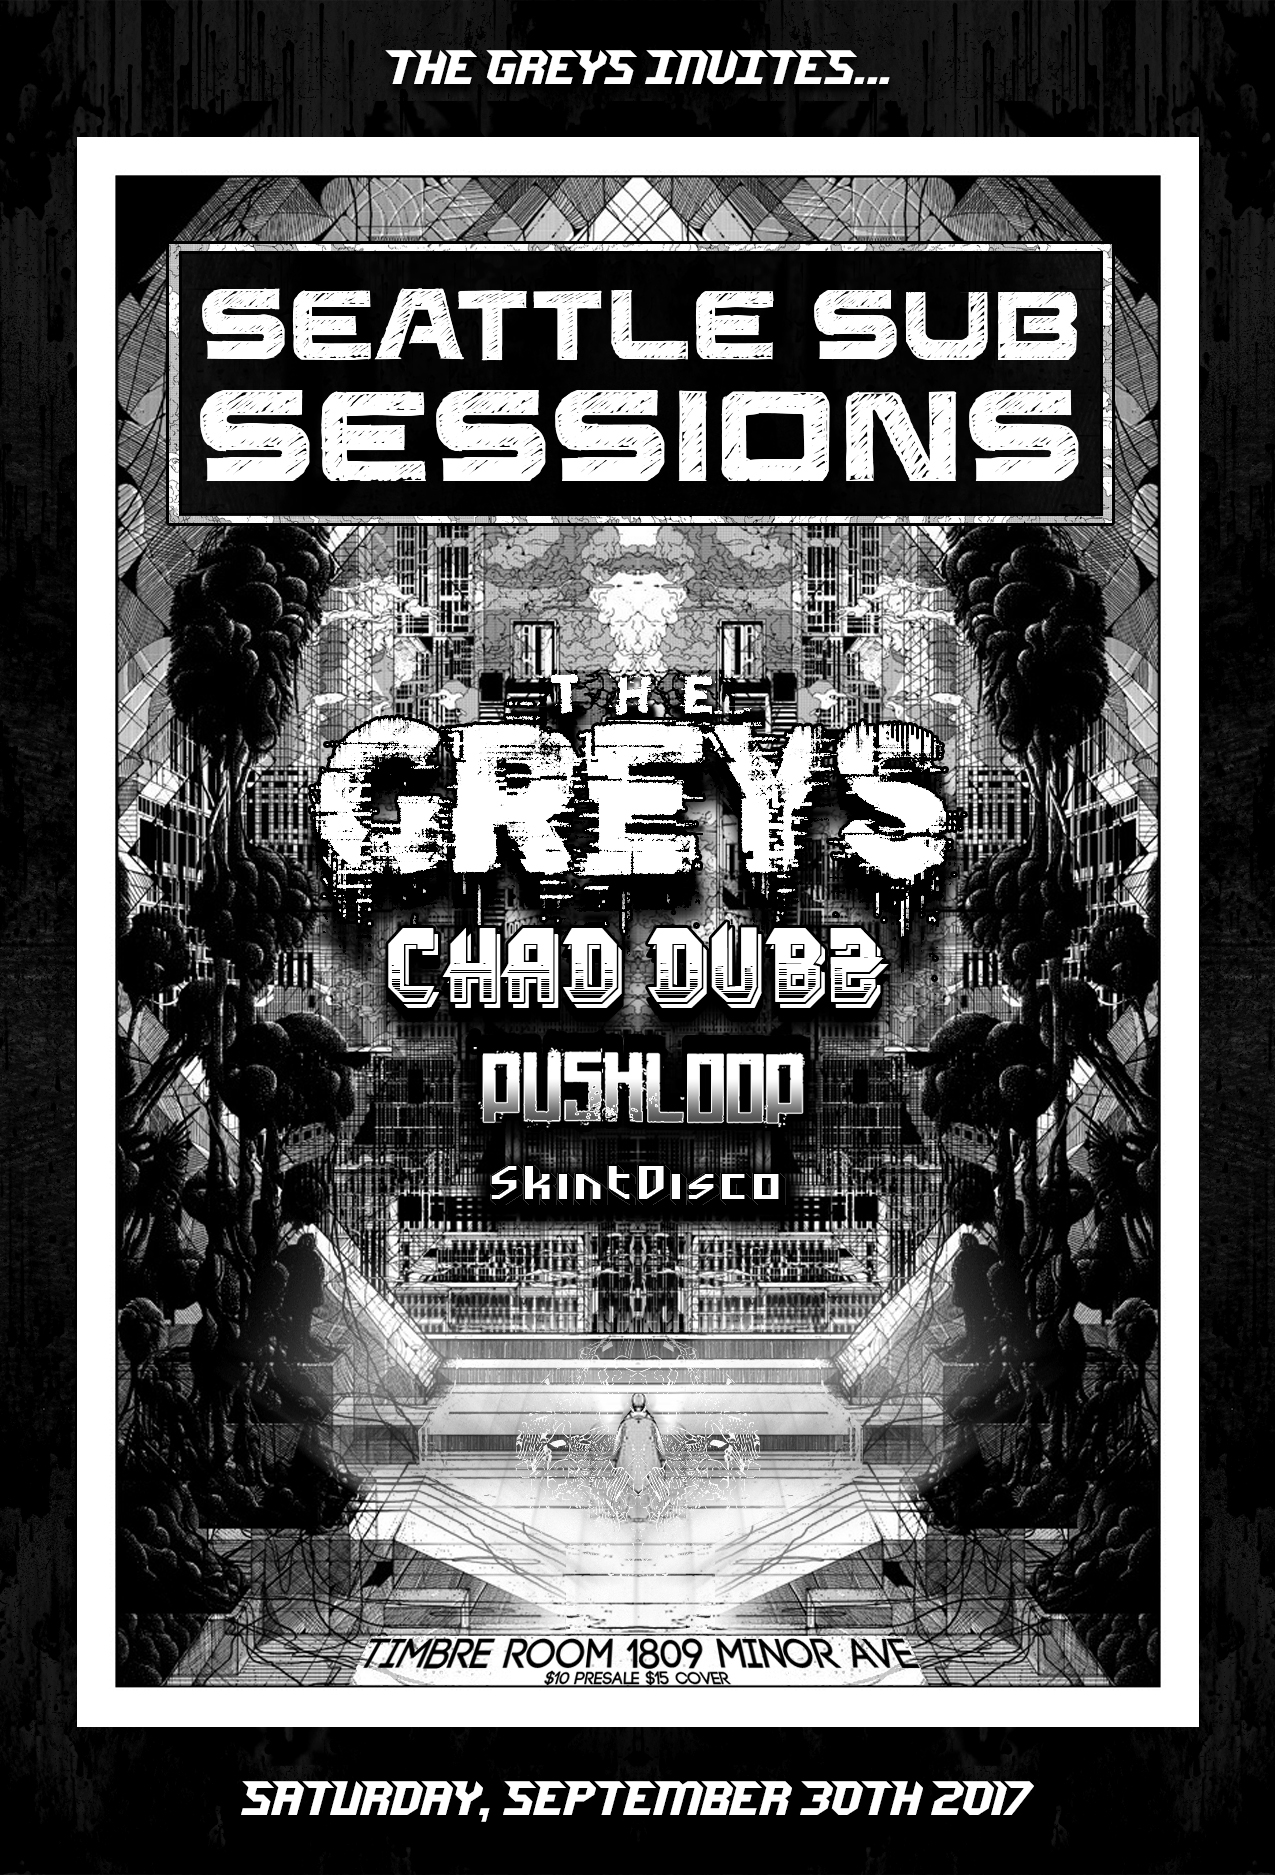 THE GREYS INVITES...
SEATTLE SUB
SESSIONS
THE
GREYS
CHAD DUBZ
PUSHLOOP
SkintDisco
TIMBRE ROOM 1809 MINOR AVE
$10 PRESALE $15 COVER
SATURDAY, SEPTEMBER 30TH 2017